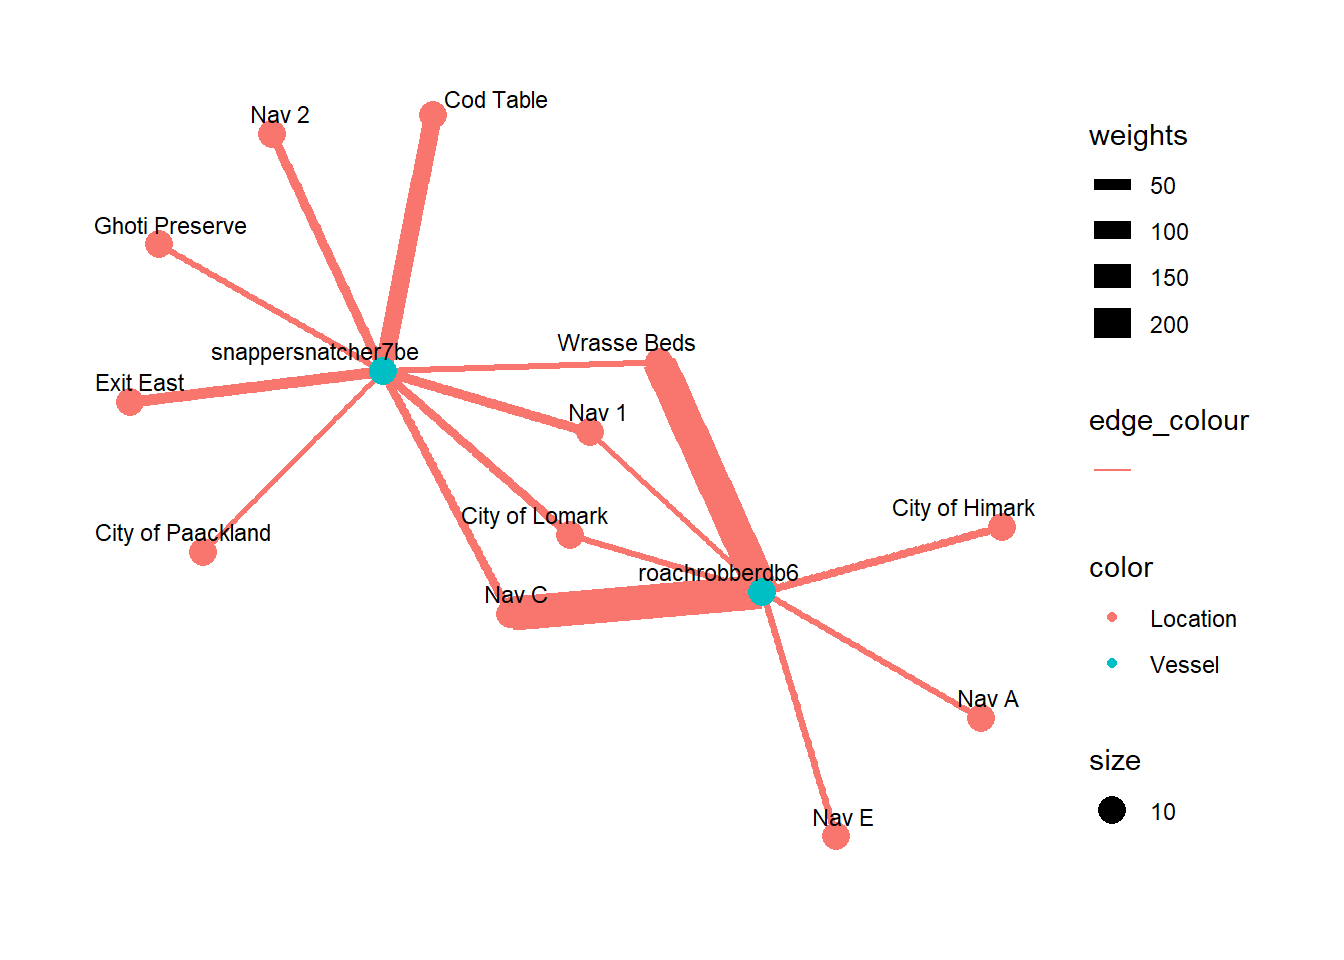 Cod Table
Nav 2
Ghoti Preserve
snappersnatcher7be
Wrasse Beds
Exit East
Nav 1
City of Himark
City of Lomark
City of Paackland
roachrobberdb6
Nav C
Nav A
Nav E
weights
50
100
150
200
edge_colour
color
Location
Vessel
size
10